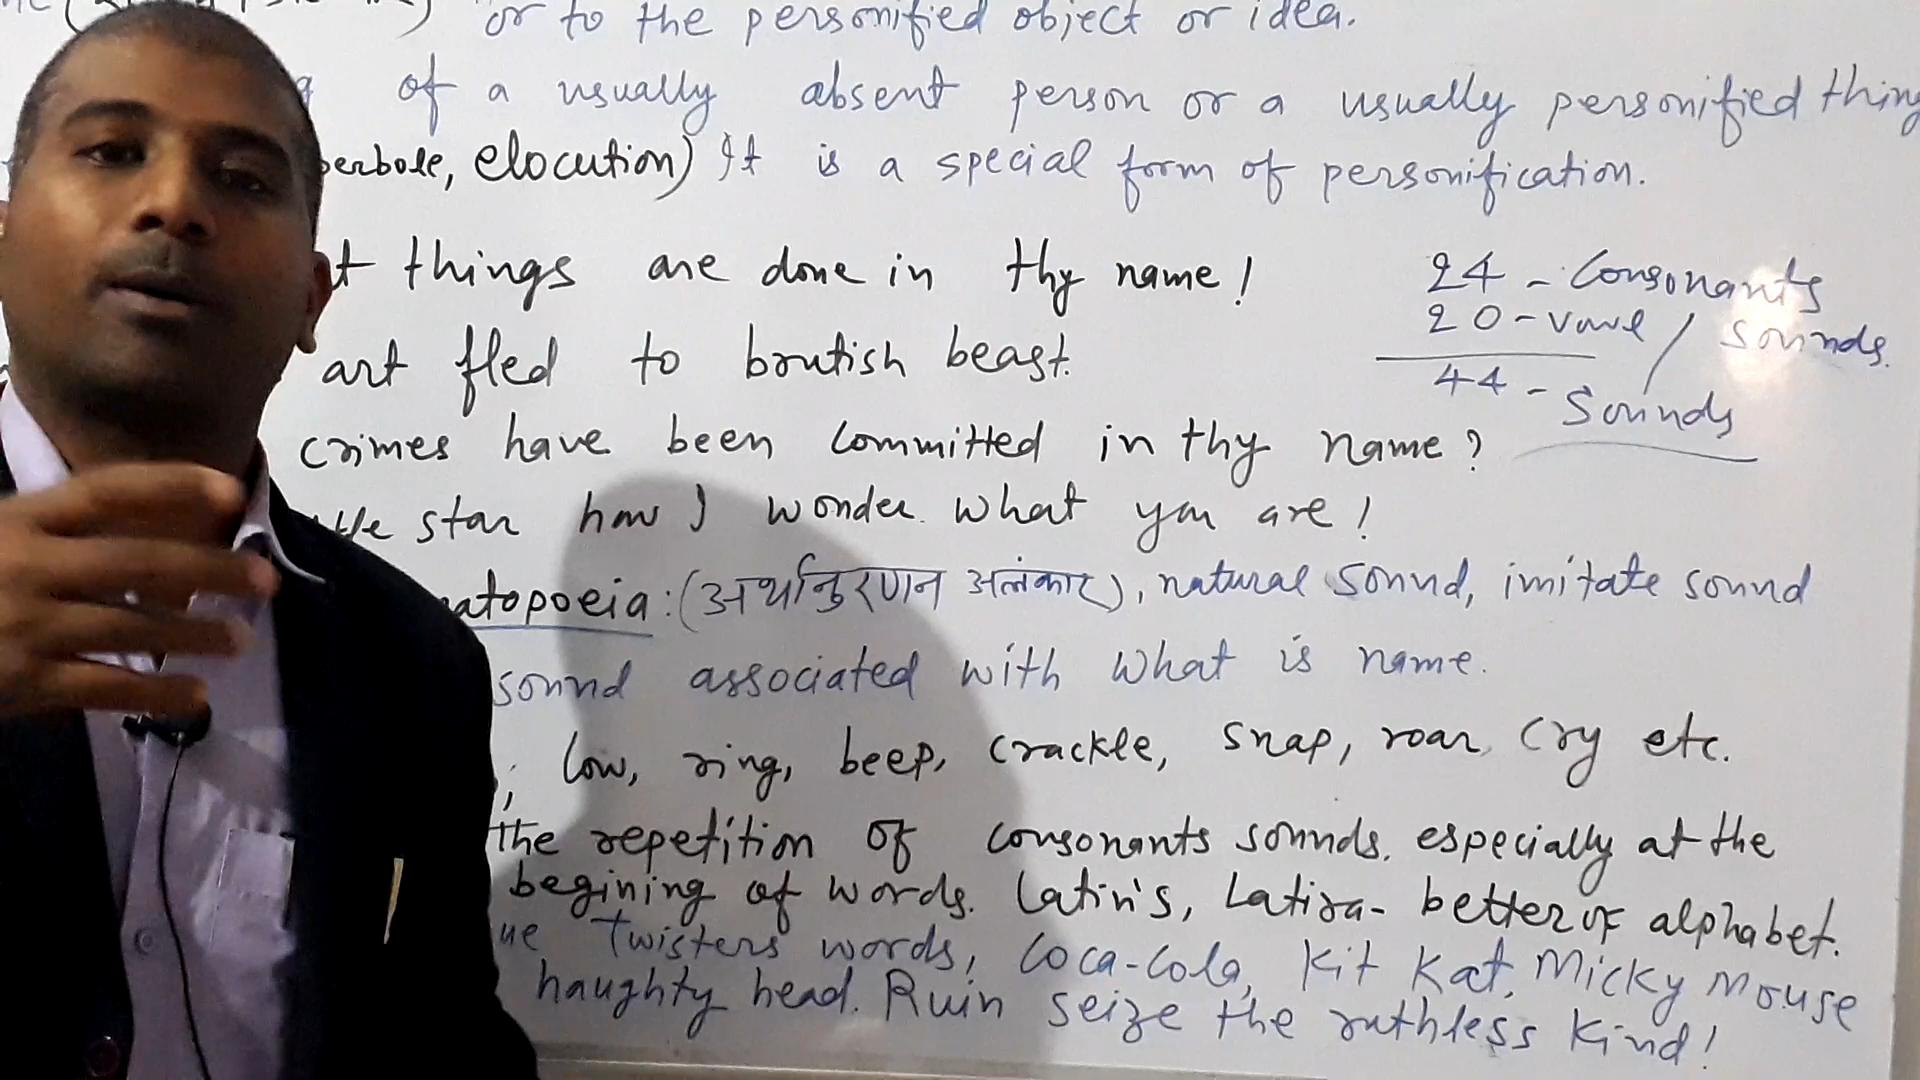 or to the personified object or idea.
of a usually absent person or a usually personified thing
perbole, elocution) It is a special form of personification.
t things are done in thy name!
24 - Consonants
20 - vowel / sounds.
44 - Sounds
art fled to brutish beast.
crimes have been committed in thy name?
ttle star how I wonder what you are!
matopoeia: (अर्थानुरणन अलंकार), natural sound, imitate sound
sound associated with what is name.
; low, ring, beep, crackle, snap, roar, cry etc.
the repetition of consonants sounds. especially at the
begining of words. Latin's, Latira- better of alphabet.
ue Twisters words, Coca-Cola, Kit Kat, Micky Mouse
haughty head. Ruin seize the ruthless kind!